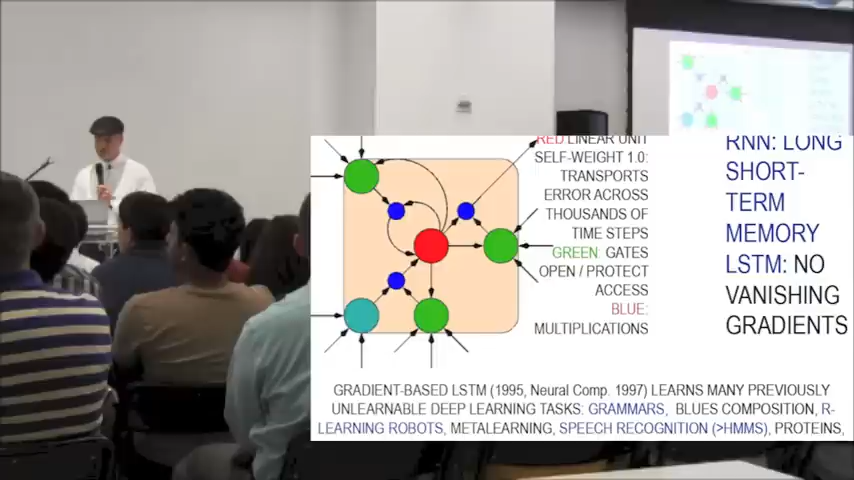 RED LINEAR UNIT
SELF-WEIGHT 1.0:
TRANSPORTS
ERROR ACROSS
THOUSANDS OF
TIME STEPS
GREEN: GATES
OPEN / PROTECT
ACCESS
BLUE:
MULTIPLICATIONS
RNN: LONG
SHORT-
TERM
MEMORY
LSTM: NO
VANISHING
GRADIENTS
GRADIENT-BASED LSTM (1995, Neural Comp. 1997) LEARNS MANY PREVIOUSLY
UNLEARNABLE DEEP LEARNING TASKS: GRAMMARS, BLUES COMPOSITION, R-
LEARNING ROBOTS, METALEARNING, SPEECH RECOGNITION (>HMMS), PROTEINS,